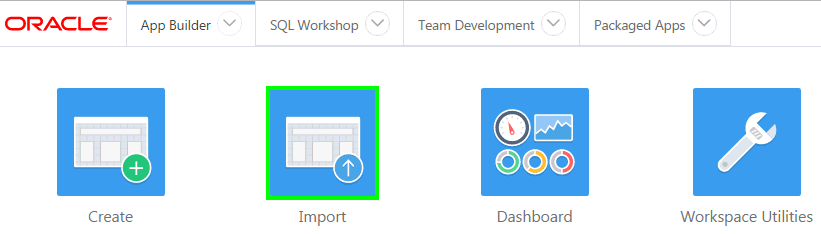 ORACLE App Builder SQL Workshop Team Development Packaged Apps
Create Import Dashboard Workspace Utilities